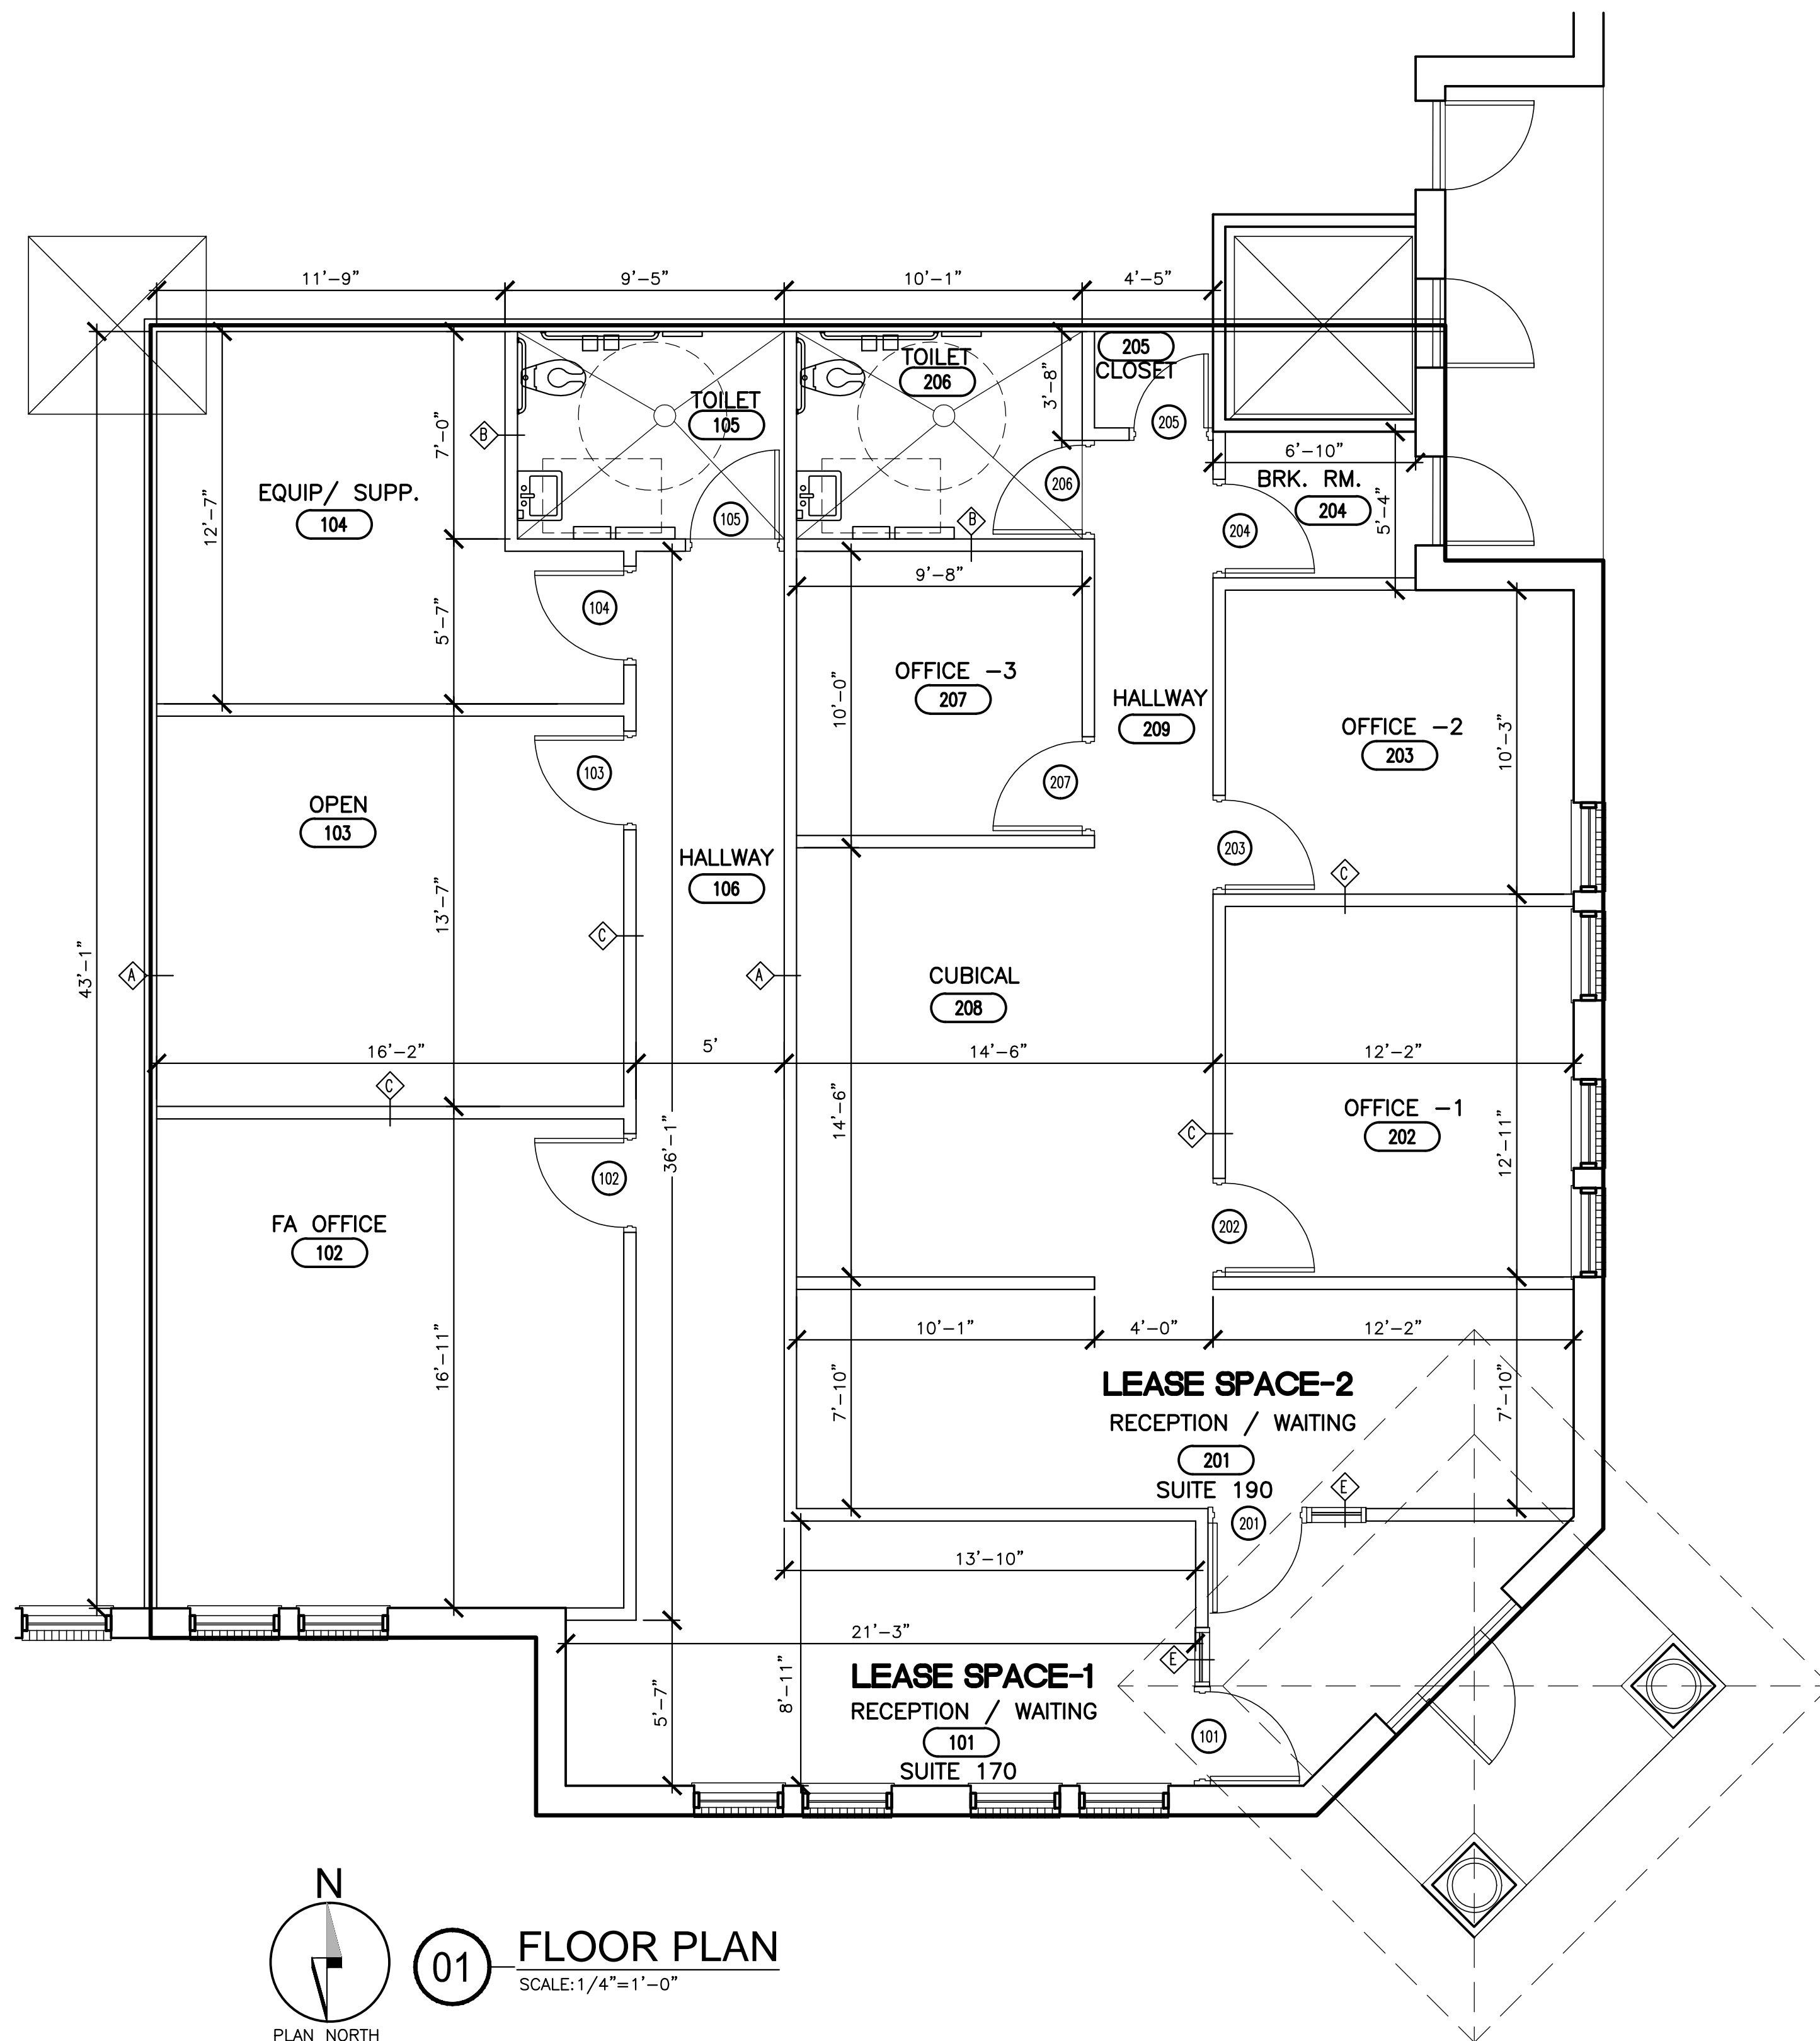 11'-9"
9'-5"
10'-1"
4'-5"
TOILET
105
TOILET
206
205
CLOSET
3'-8"
205
7'-0"
B
12'-7"
EQUIP/ SUPP.
104
105
206
B
6'-10"
BRK. RM.
204
5'-4"
204
9'-8"
104
5'-7"
OFFICE -3
207
10'-0"
HALLWAY
209
OFFICE -2
203
10'-3"
103
207
OPEN
103
203
HALLWAY
106
C
13'-7"
C
43'-1"
A
A
CUBICAL
208
16'-2"
5'
14'-6"
12'-2"
C
14'-6"
36'-1"
C
OFFICE -1
202
12'-11"
102
202
FA OFFICE
102
16'-11"
10'-1"
4'-0"
12'-2"
7'-10"
LEASE SPACE-2
RECEPTION / WAITING
201
SUITE 190
7'-10"
E
201
13'-10"
21'-3"
E
5'-7"
8'-11"
LEASE SPACE-1
RECEPTION / WAITING
101
SUITE 170
101
N
PLAN NORTH
01
FLOOR PLAN
SCALE:1/4"=1'-0"